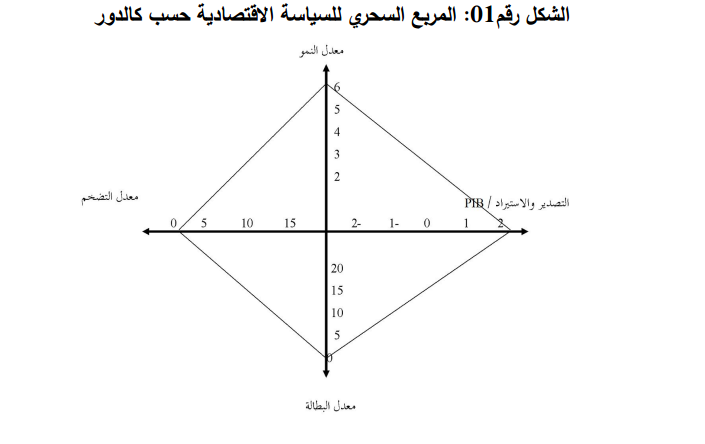 الشكل رقم01: المربع السحري للسياسة الاقتصادية حسب كالدور
معدل النمو
6
5
4
3
2
معدل التضخم
التصدير والاستيراد / PIB
0 5 10 15 2- 1- 0 1 2
20
15
10
5
0
معدل البطالة